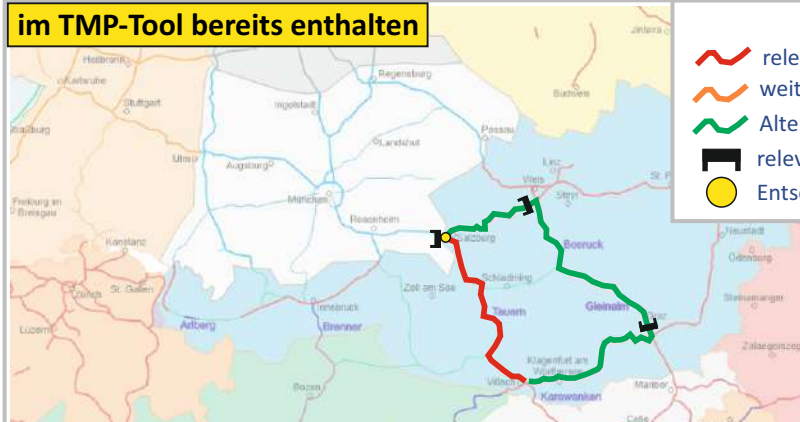 im TMP-Tool bereits enthalten
rele
weit
Alte
relev
Entsc
Heilbronn
Karlsruhe
Stuttgart
Regensburg
Ingolstadt
Landshut
Passau
Budweis
Ulm
Augsburg
München
Linz
Wels
Steyr
St. P
Freiburg im
Breisgau
Rosenheim
Salzburg
Bosruck
Neustadt
Ödenburg
Konstanz
Zürich
St. Gallen
Zell am See
Schladming
Steinamanger
Luzern
Arlberg
Innsbruck
Brenner
Tauern
Gleinalm
Graz
Zalaegerszeg
Bozen
Klagenfurt am
Wörthersee
Villach
Karawanken
Maribor
Celje